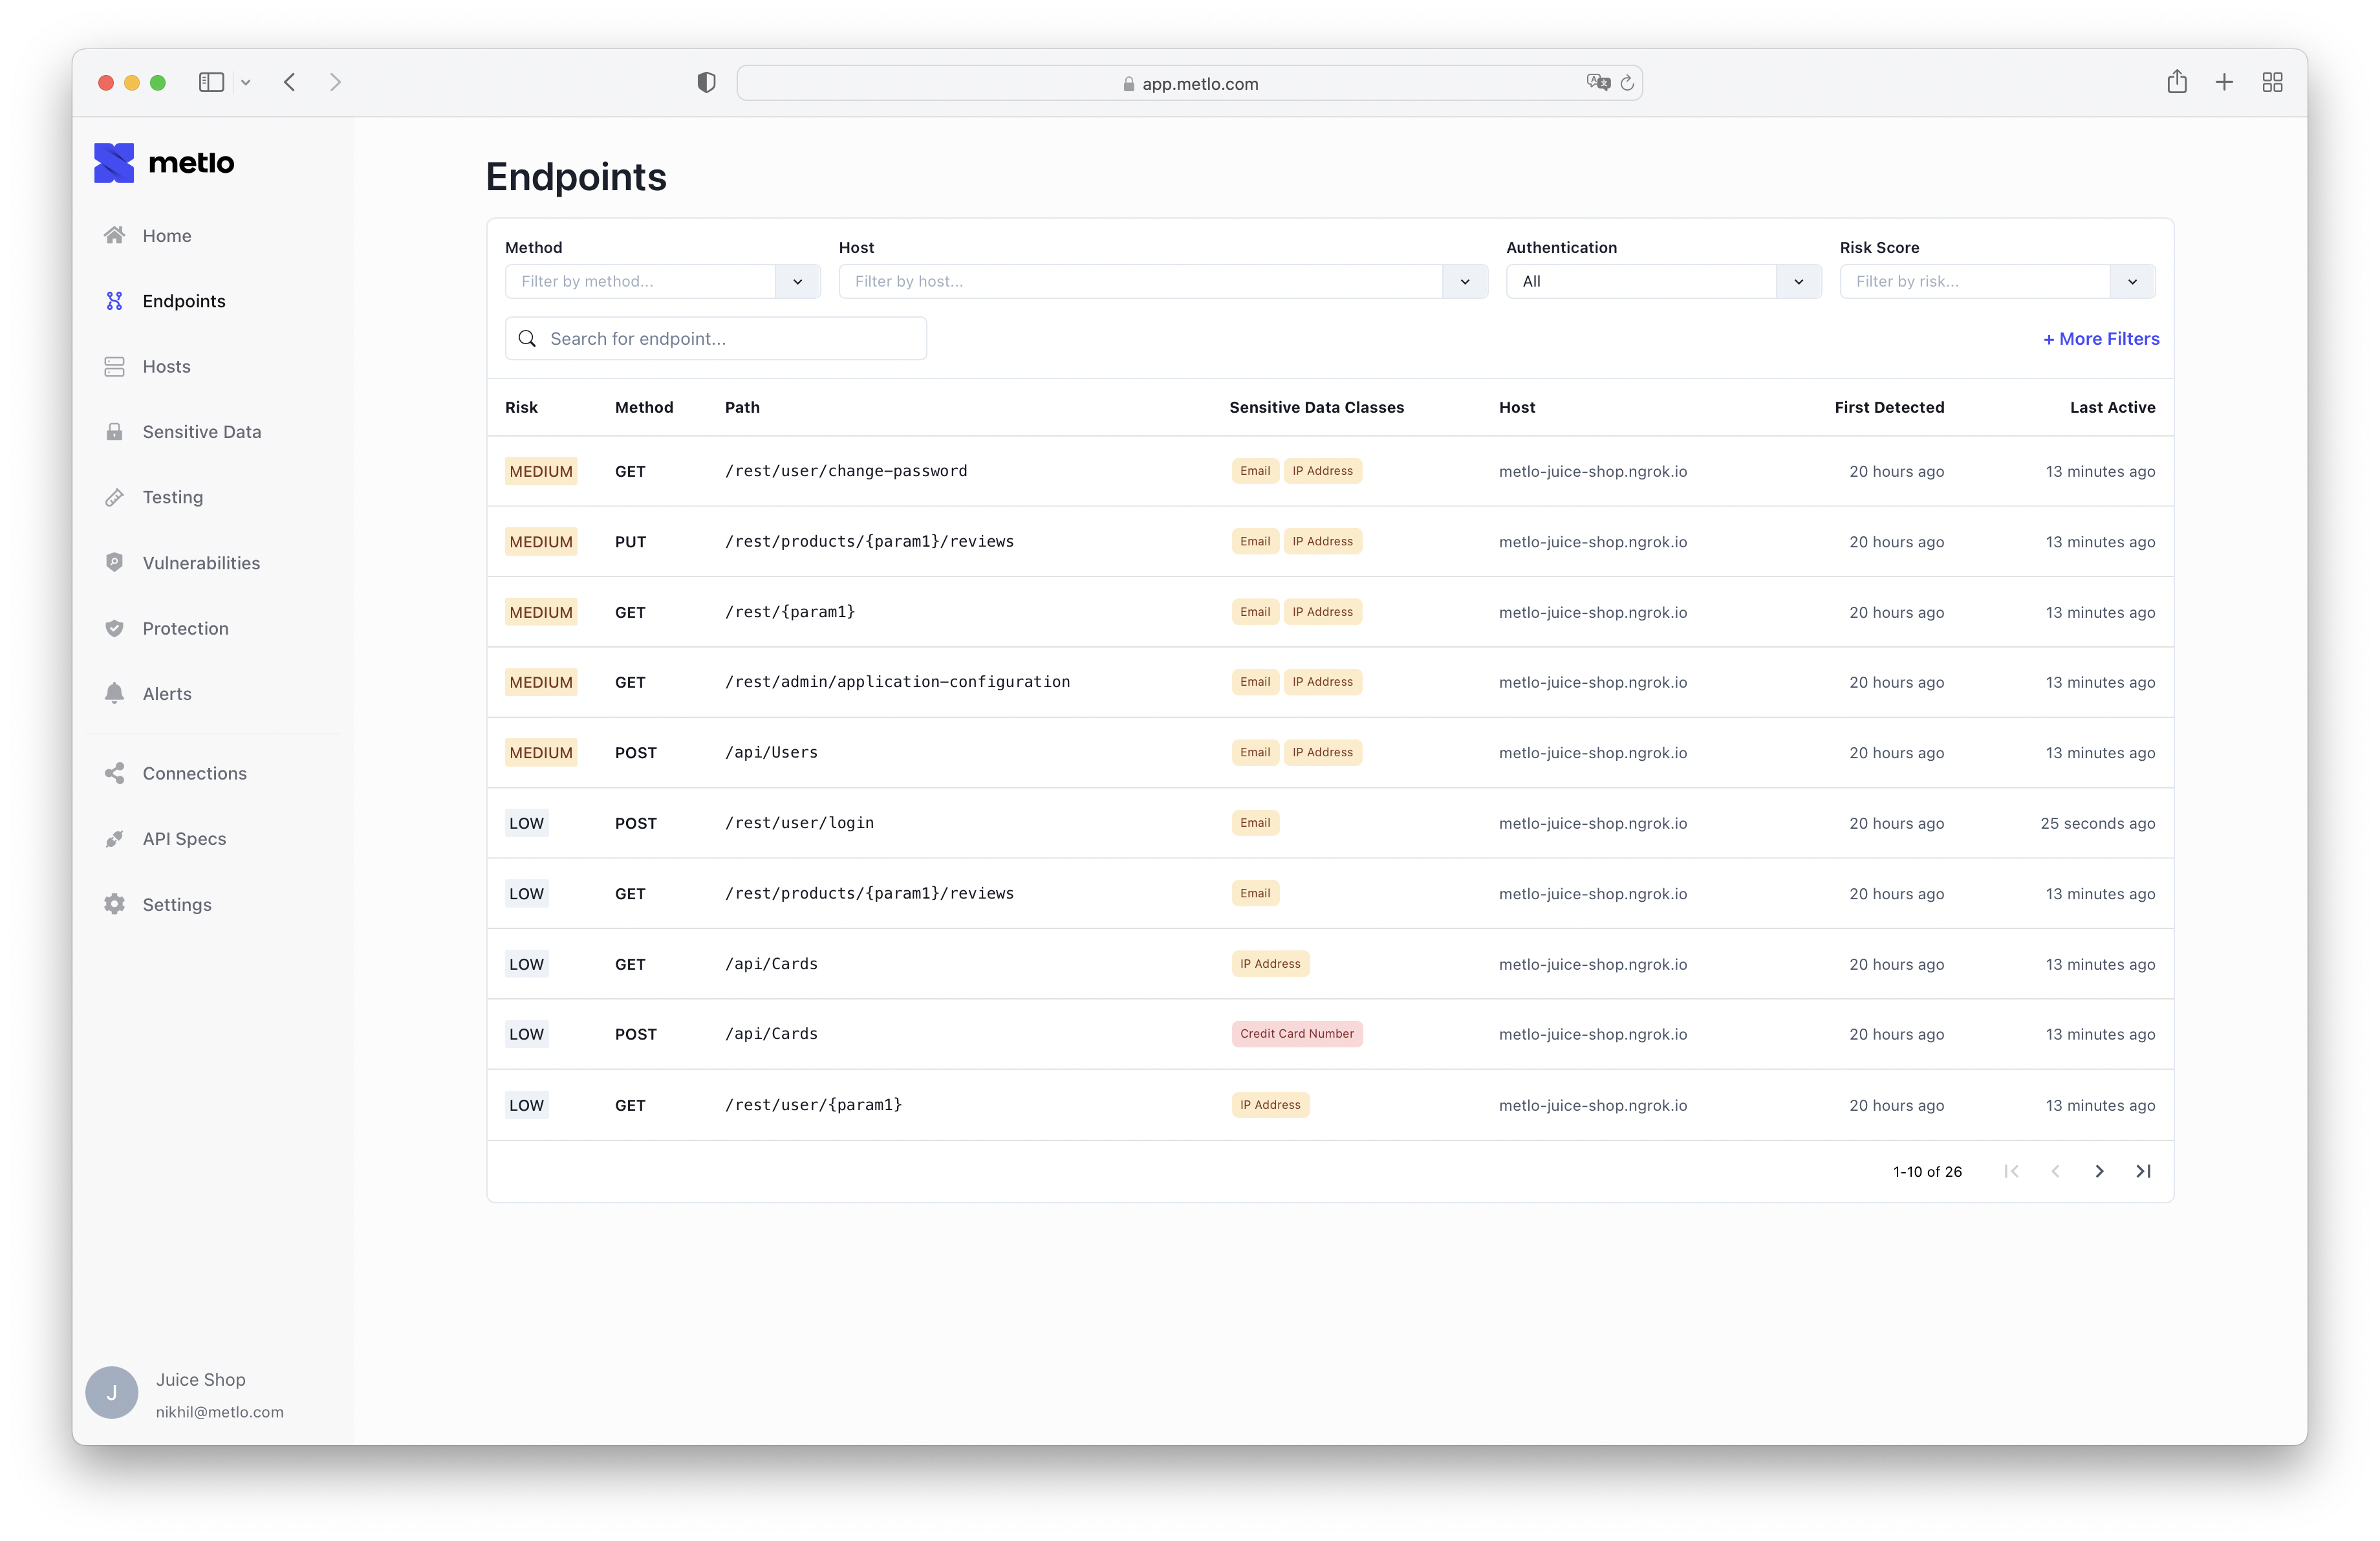 app.metlo.com
metlo
Home
Endpoints
Hosts
Sensitive Data
Testing
Vulnerabilities
Protection
Alerts
Connections
API Specs
Settings
J
Juice Shop
nikhil@metlo.com
Endpoints
Method Host Authentication Risk Score
Filter by method... Filter by host... All Filter by risk...
Search for endpoint... + More Filters
Risk Method Path Sensitive Data Classes Host First Detected Last Active
MEDIUM GET /rest/user/change-password Email IP Address metlo-juice-shop.ngrok.io 20 hours ago 13 minutes ago
MEDIUM PUT /rest/products/{param1}/reviews Email IP Address metlo-juice-shop.ngrok.io 20 hours ago 13 minutes ago
MEDIUM GET /rest/{param1} Email IP Address metlo-juice-shop.ngrok.io 20 hours ago 13 minutes ago
MEDIUM GET /rest/admin/application-configuration Email IP Address metlo-juice-shop.ngrok.io 20 hours ago 13 minutes ago
MEDIUM POST /api/Users Email IP Address metlo-juice-shop.ngrok.io 20 hours ago 13 minutes ago
LOW POST /rest/user/login Email metlo-juice-shop.ngrok.io 20 hours ago 25 seconds ago
LOW GET /rest/products/{param1}/reviews Email metlo-juice-shop.ngrok.io 20 hours ago 13 minutes ago
LOW GET /api/Cards IP Address metlo-juice-shop.ngrok.io 20 hours ago 13 minutes ago
LOW POST /api/Cards Credit Card Number metlo-juice-shop.ngrok.io 20 hours ago 13 minutes ago
LOW GET /rest/user/{param1} IP Address metlo-juice-shop.ngrok.io 20 hours ago 13 minutes ago
1-10 of 26